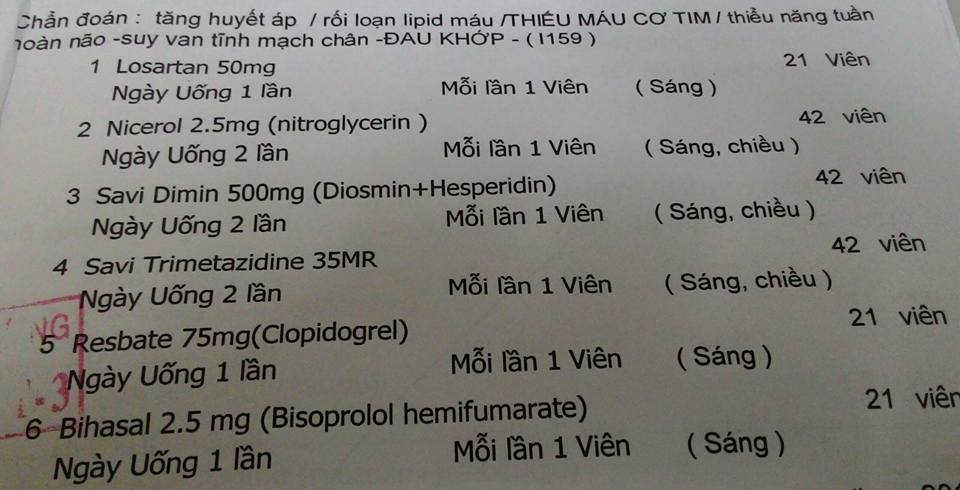 Chẩn đoán : tăng huyết áp / rối loạn lipid máu /THIẾU MÁU CƠ TIM / thiểu năng tuần
hoàn não -suy van tĩnh mạch chân -ĐAU KHỚP - ( I159 )
1 Losartan 50mg 21 Viên
Ngày Uống 1 lần Mỗi lần 1 Viên ( Sáng )
2 Nicerol 2.5mg (nitroglycerin ) 42 viên
Ngày Uống 2 lần Mỗi lần 1 Viên ( Sáng, chiều )
3 Savi Dimin 500mg (Diosmin+Hesperidin) 42 viên
Ngày Uống 2 lần Mỗi lần 1 Viên ( Sáng, chiều )
4 Savi Trimetazidine 35MR 42 viên
Ngày Uống 2 lần Mỗi lần 1 Viên ( Sáng, chiều )
NG
5 Resbate 75mg(Clopidogrel) 21 viên
Ngày Uống 1 lần Mỗi lần 1 Viên ( Sáng )
6 Bihasal 2.5 mg (Bisoprolol hemifumarate) 21 viên
Ngày Uống 1 lần Mỗi lần 1 Viên ( Sáng )